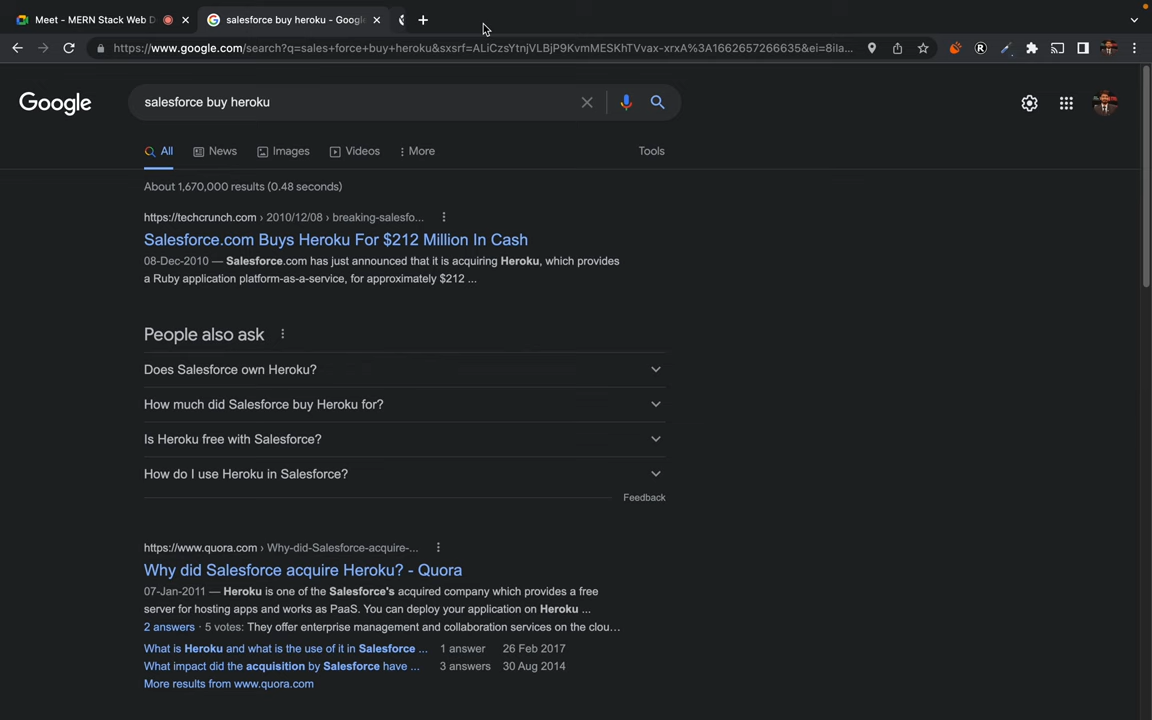 Meet - MERN Stack Web D
salesforce buy heroku - Google
https://www.google.com/search?q=sales+force+buy+heroku&sxsrf=ALiCzsYtnjVLBjP9KvmMESKhTVvax-xrxA%3A1662657266635&ei=8ila...
Google
salesforce buy heroku
All
News
Images
Videos
More
Tools
About 1,670,000 results (0.48 seconds)
https://techcrunch.com › 2010/12/08 › breaking-salesfo...
Salesforce.com Buys Heroku For $212 Million In Cash
08-Dec-2010 — Salesforce.com has just announced that it is acquiring Heroku, which provides
a Ruby application platform-as-a-service, for approximately $212 ...
People also ask
Does Salesforce own Heroku?
How much did Salesforce buy Heroku for?
Is Heroku free with Salesforce?
How do I use Heroku in Salesforce?
Feedback
https://www.quora.com › Why-did-Salesforce-acquire-...
Why did Salesforce acquire Heroku? - Quora
07-Jan-2011 — Heroku is one of the Salesforce's acquired company which provides a free
server for hosting apps and works as PaaS. You can deploy your application on Heroku ...
2 answers · 5 votes: They offer enterprise management and collaboration services on the clou...
What is Heroku and what is the use of it in Salesforce ... 1 answer 26 Feb 2017
What impact did the acquisition by Salesforce have ... 3 answers 30 Aug 2014
More results from www.quora.com